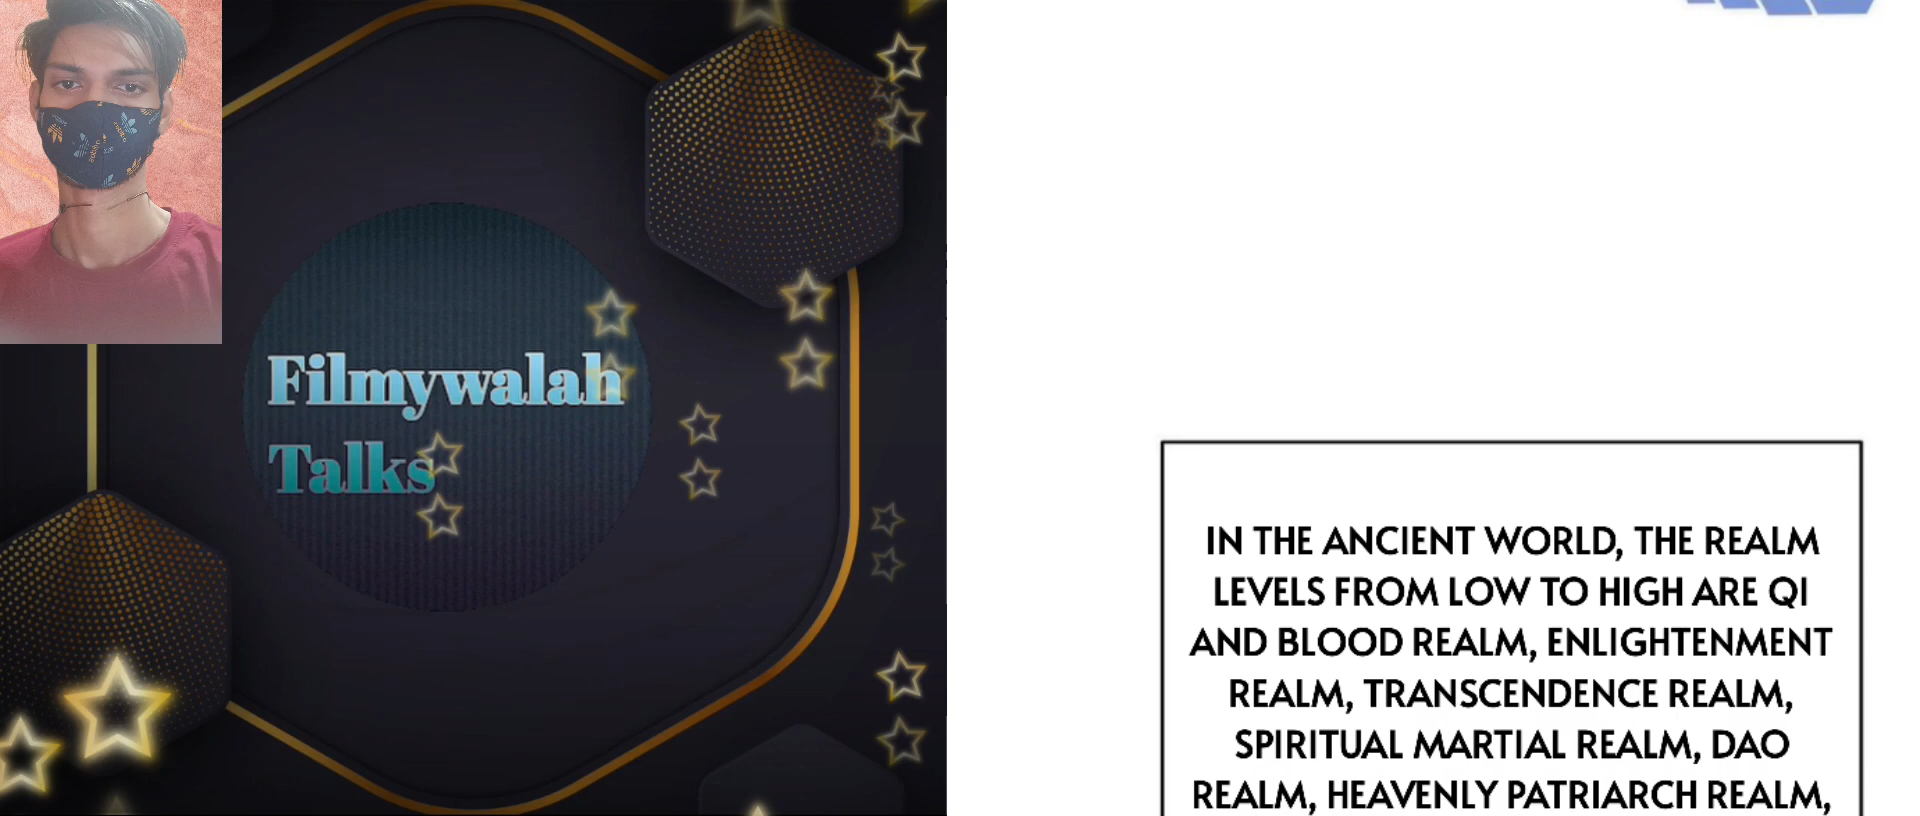 Filmywalah
Talks
IN THE ANCIENT WORLD, THE REALM
LEVELS FROM LOW TO HIGH ARE QI
AND BLOOD REALM, ENLIGHTENMENT
REALM, TRANSCENDENCE REALM,
SPIRITUAL MARTIAL REALM, DAO
REALM, HEAVENLY PATRIARCH REALM,